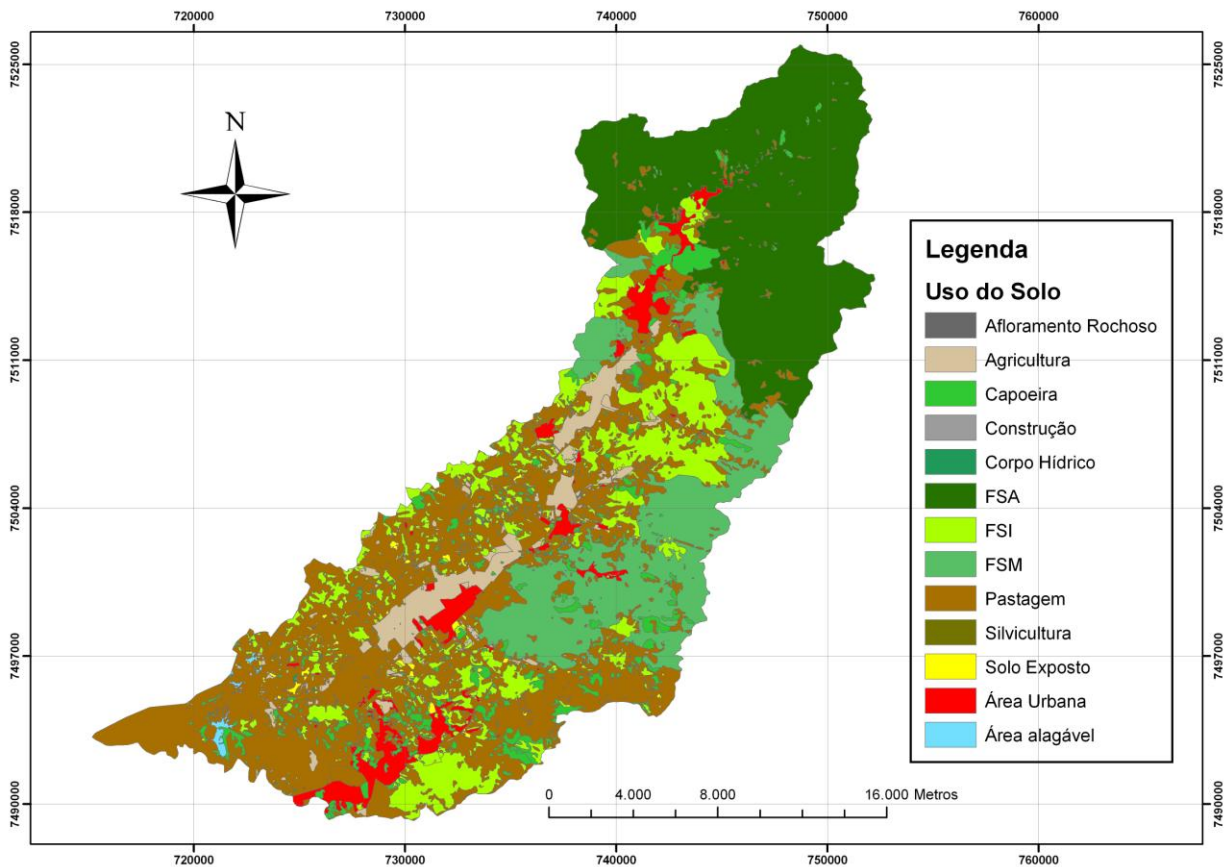 720000 730000 740000 750000 760000
7525000 7525000
N
7518000 7518000
Legenda
Uso do Solo
Afloramento Rochoso
7511000 7511000
Agricultura
Capoeira
Construção
Corpo Hídrico
FSA
7504000 7504000
FSI
FSM
Pastagem
Silvicultura
7497000 7497000
Solo Exposto
Área Urbana
Área alagável
0 4.000 8.000 16.000 Metros
7490000 7490000
720000 730000 740000 750000 760000